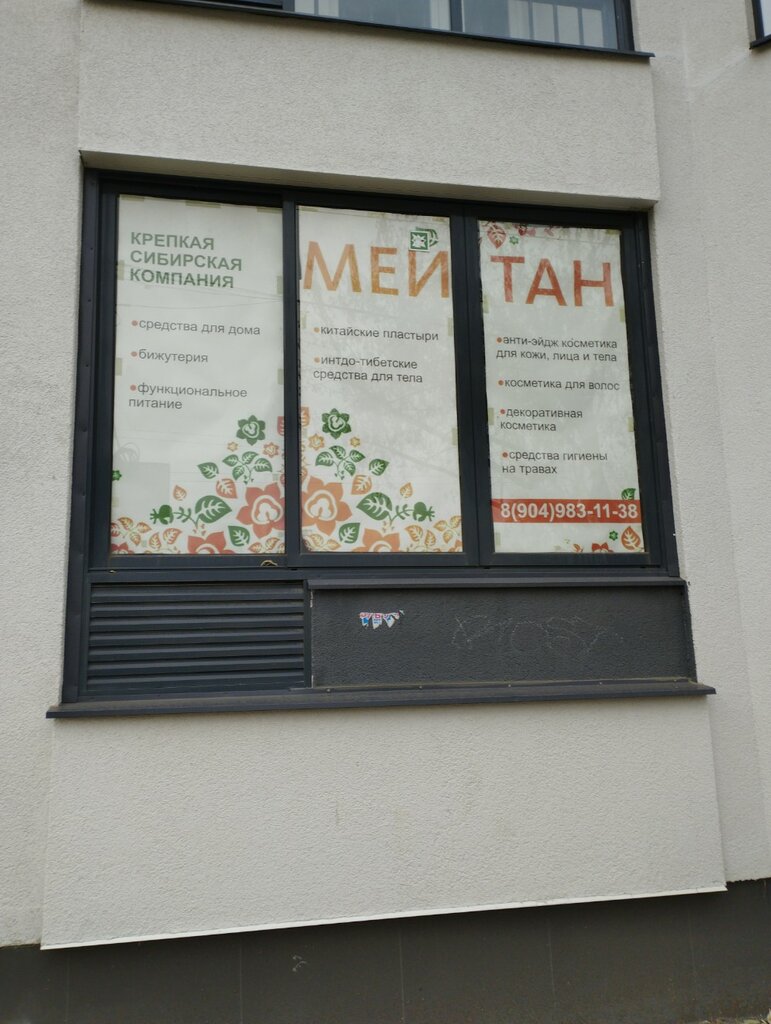 КРЕПКАЯ
СИБИРСКАЯ
КОМПАНИЯ
•средства для дома
•бижутерия
•функциональное
питание
МЕЙ ТАН
•китайские пластыри
•интдо-тибетские
средства для тела
•анти-эйдж косметика
для кожи, лица и тела
•косметика для волос
•декоративная
косметика
•средства гигиены
на травах
8(904)983-11-38